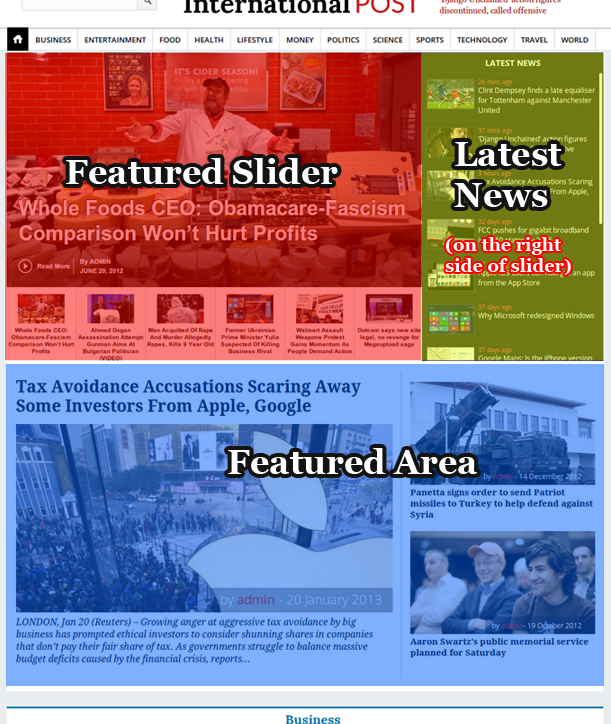 International POST
'Django Unchained' action figures
discontinued, called offensive
BUSINESS ENTERTAINMENT FOOD HEALTH LIFESTYLE MONEY POLITICS SCIENCE SPORTS TECHNOLOGY TRAVEL WORLD
IT'S CIDER SEASON!
Featured Slider
Whole Foods CEO: Obamacare-Fascism
Comparison Won't Hurt Profits
Read More
By ADMIN
JUNE 20, 2012
Whole Foods CEO:
Obamacare-Fascism
Comparison Won't Hurt
Profits
Ahmed Dogan
Assassination Attempt:
Gunman Aims At
Bulgarian Politician
(VIDEO)
Man Acquitted Of Rape
And Murder Allegedly
Rapes, Kills 9 Year Old
Former Ukrainian
Prime Minister Yulia
Suspected Of Killing
Business Rival
Walmart Assault
Weapons Protest
Gains Momentum As
People Demand Action
Dotcom says new site
legal, no revenge for
Megaupload saga
LATEST NEWS
26 mins ago
Clint Dempsey finds a late equaliser
for Tottenham against Manchester
United
37 mins ago
'Django Unchained' action figures
Latest
News
3 hours ago
Avoidance Accusations Scaring
From Apple,
32 days ago
FCC pushes for gigabit broadband
(on the right
side of slider)
an app
from the App Store
37 days ago
Why Microsoft redesigned Windows
37 days ago
Google Maps: Is the iPhone version
Tax Avoidance Accusations Scaring Away
Some Investors From Apple, Google
Featured Area
by admin - 20 January 2013
LONDON, Jan 20 (Reuters) – Growing anger at aggressive tax avoidance by big
business has prompted ethical investors to consider shunning shares in companies
that don't pay their fair share of tax. As governments struggle to balance massive
budget deficits caused by the financial crisis, reports...
by admin - 14 December 2012
Panetta signs order to send Patriot
missiles to Turkey to help defend against
Syria
by admin - 19 October 2012
Aaron Swartz's public memorial service
planned for Saturday
Business